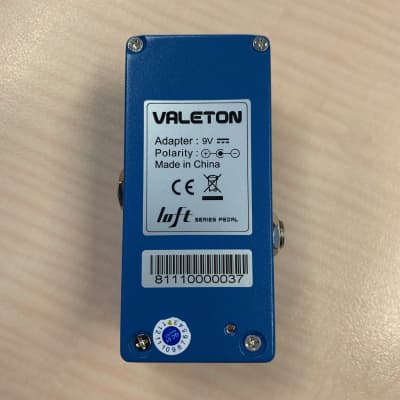 VALETON
Adapter : 9V
Polarity :
Made in China
CE
loft SERIES PEDAL
81110000037